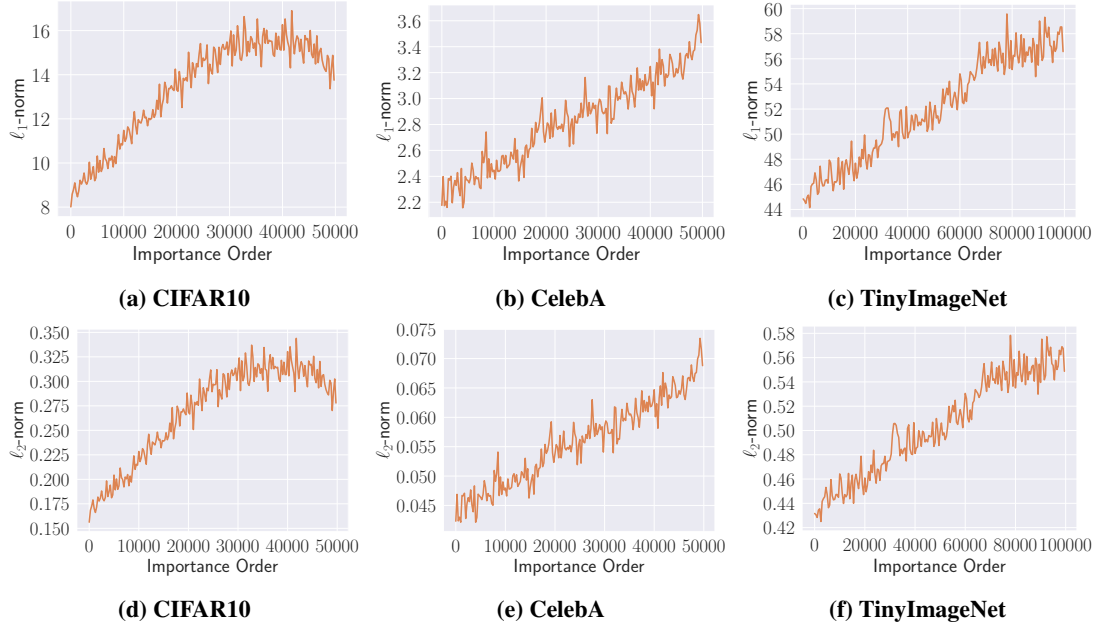 16
14
12
10
8
ℓ₁-norm
0 10000 20000 30000 40000 50000
Importance Order
(a) CIFAR10
3.6
3.4
3.2
3.0
2.8
2.6
2.4
2.2
ℓ₁-norm
0 10000 20000 30000 40000 50000
Importance Order
(b) CelebA
60
58
56
54
52
50
48
46
44
ℓ₁-norm
0 20000 40000 60000 80000 100000
Importance Order
(c) TinyImageNet
0.350
0.325
0.300
0.275
0.250
0.225
0.200
0.175
0.150
ℓ₂-norm
0 10000 20000 30000 40000 50000
Importance Order
(d) CIFAR10
0.075
0.070
0.065
0.060
0.055
0.050
0.045
ℓ₂-norm
0 10000 20000 30000 40000 50000
Importance Order
(e) CelebA
0.58
0.56
0.54
0.52
0.50
0.48
0.46
0.44
0.42
ℓ₂-norm
0 20000 40000 60000 80000 100000
Importance Order
(f) TinyImageNet